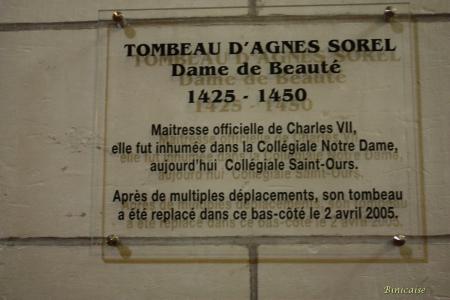 TOMBEAU D'AGNES SOREL
Dame de Beauté
1425 - 1450
Maitresse officielle de Charles VII,
elle fut inhumée dans la Collégiale Notre Dame,
aujourd'hui Collégiale Saint-Ours.
Après de multiples déplacements, son tombeau
a été replacé dans ce bas-côté le 2 avril 2005.
Binicaise